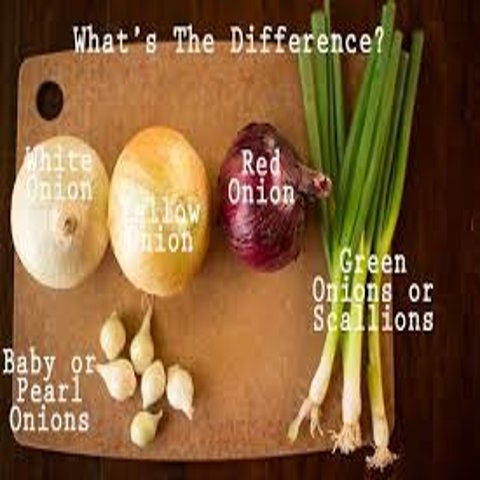 What's The Difference?
White
Onion
Yellow
Onion
Red
Onion
Green
Onions or
Scallions
Baby or
Pearl
Onions